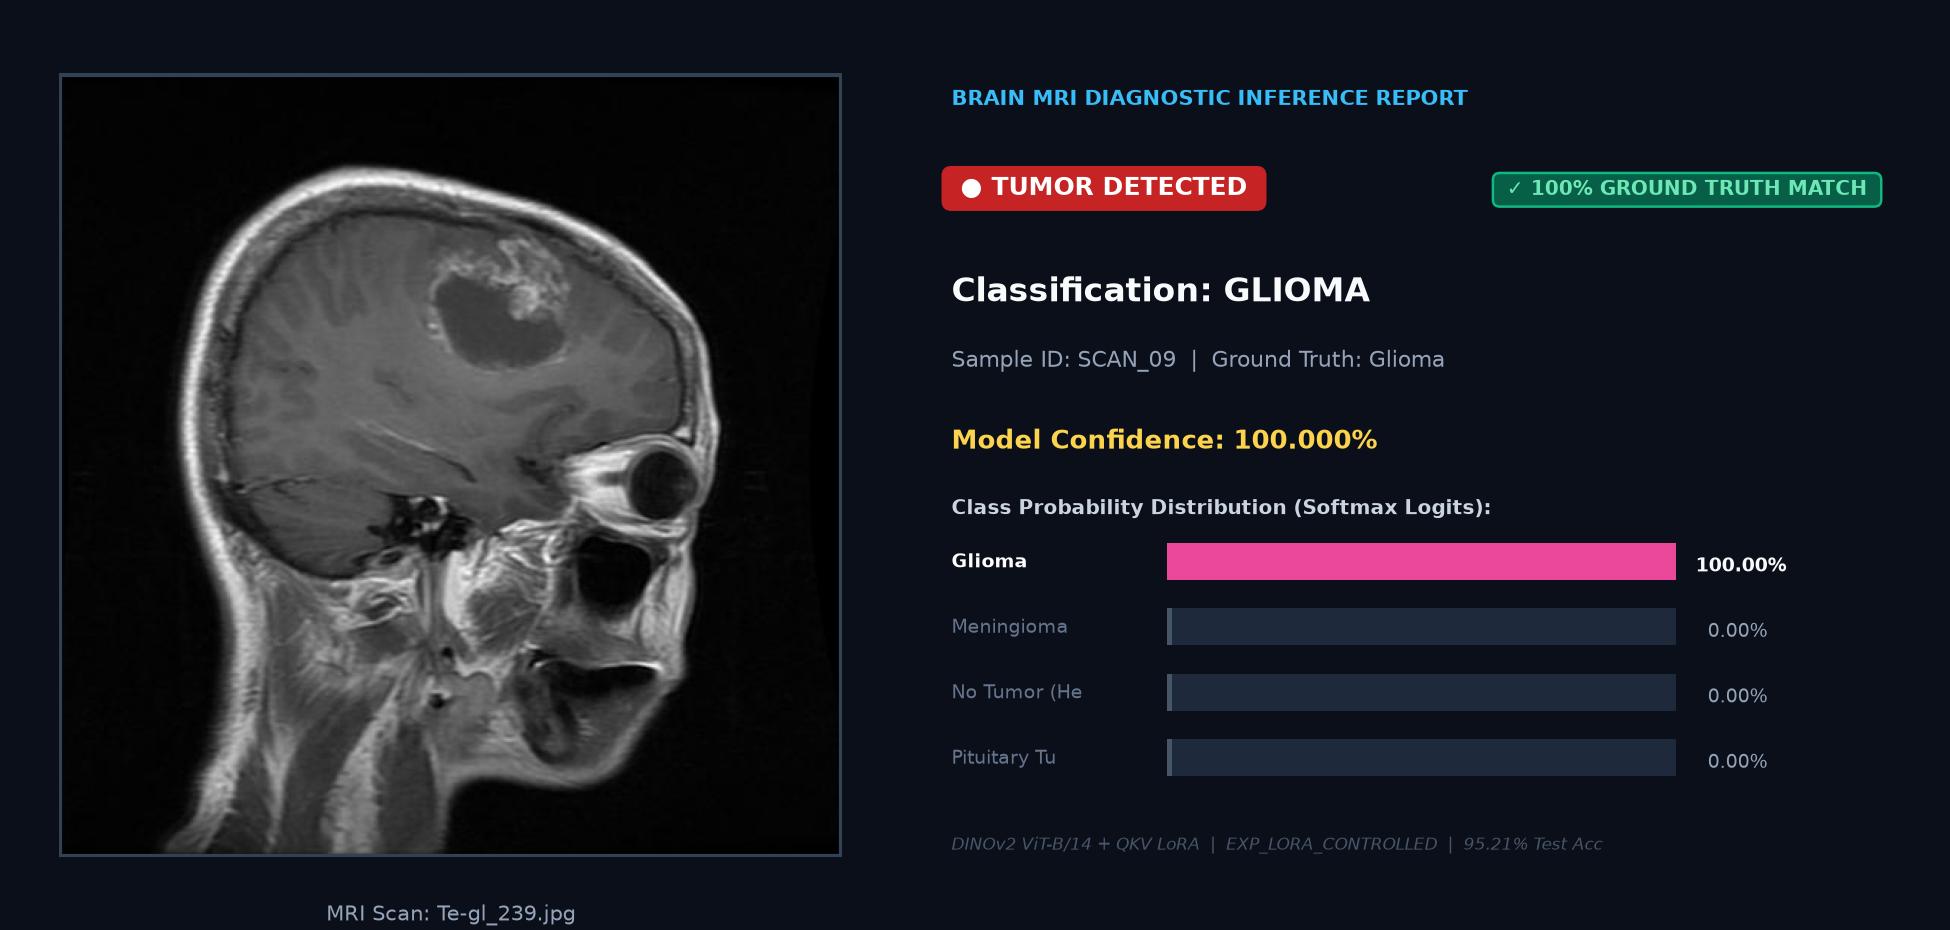 BRAIN MRI DIAGNOSTIC INFERENCE REPORT
● TUMOR DETECTED
✓ 100% GROUND TRUTH MATCH
Classification: GLIOMA
Sample ID: SCAN_09 | Ground Truth: Glioma
Model Confidence: 100.000%
Class Probability Distribution (Softmax Logits):
Glioma 100.00%
Meningioma 0.00%
No Tumor (He 0.00%
Pituitary Tu 0.00%
DINOv2 ViT-B/14 + QKV LoRA | EXP_LORA_CONTROLLED | 95.21% Test Acc
MRI Scan: Te-gl_239.jpg